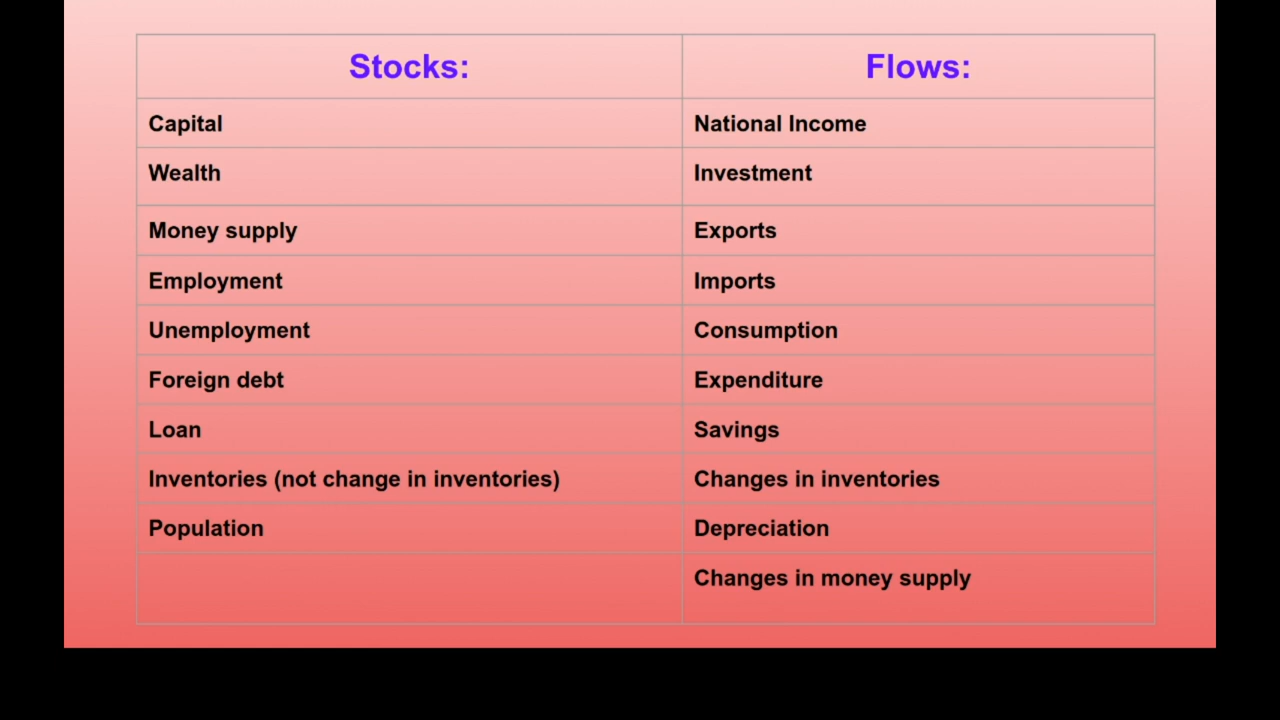 Stocks: Flows:
Capital National Income
Wealth Investment
Money supply Exports
Employment Imports
Unemployment Consumption
Foreign debt Expenditure
Loan Savings
Inventories (not change in inventories) Changes in inventories
Population Depreciation
Changes in money supply